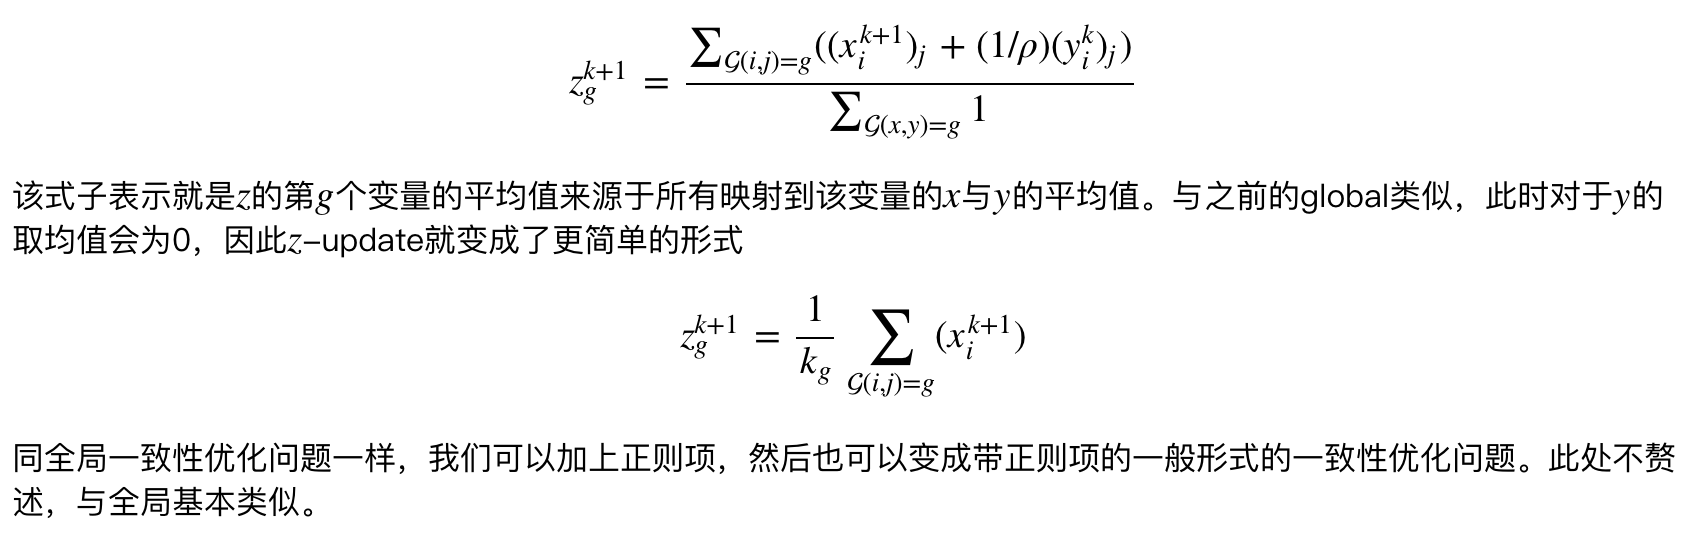 $$z_g^{k+1} = \frac{\sum_{\mathcal{G}(i,j)=g}((x_i^{k+1})_j + (1/\rho)(y_i^k)_j)}{\sum_{\mathcal{G}(x,y)=g} 1}$$
该式子表示就是$z$的第$g$个变量的平均值来源于所有映射到该变量的$x$与$y$的平均值。与之前的global类似，此时对于$y$的
取均值会为0，因此$z$–update就变成了更简单的形式
$$z_g^{k+1} = \frac{1}{k_g} \sum_{\mathcal{G}(i,j)=g} (x_i^{k+1})$$
同全局一致性优化问题一样，我们可以加上正则项，然后也可以变成带正则项的一般形式的一致性优化问题。此处不赘
述，与全局基本类似。